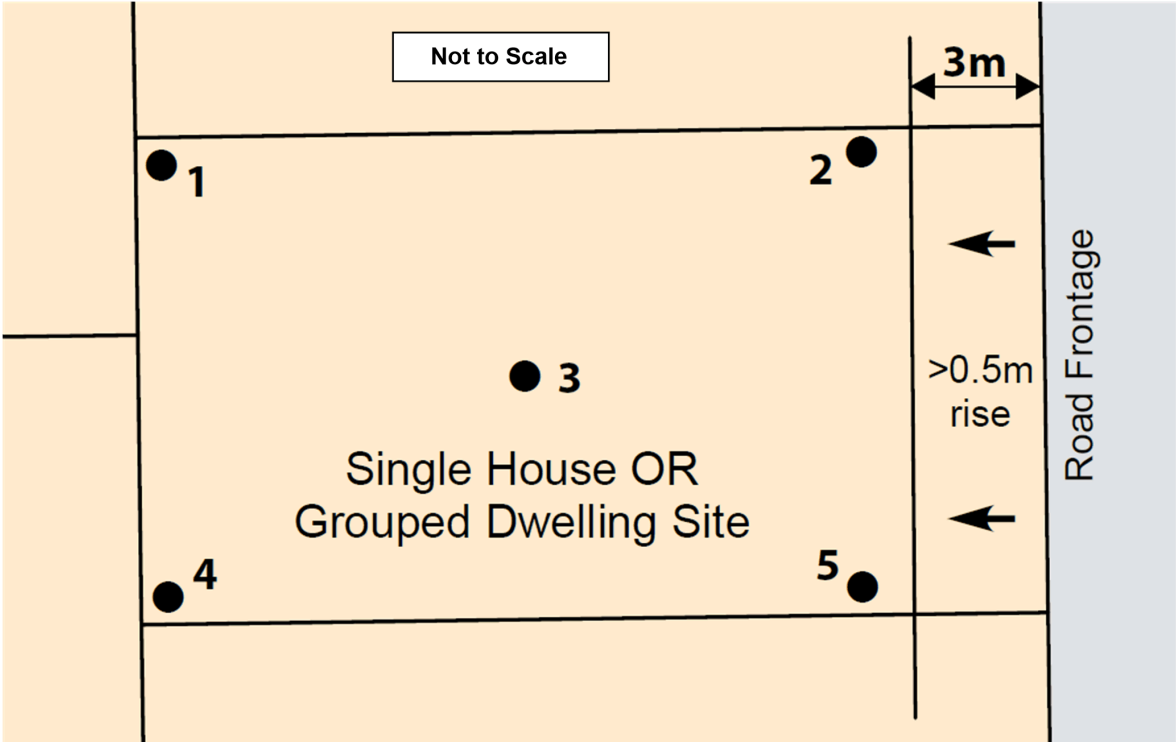 Not to Scale
3m
1
2
3
>0.5m
rise
Road Frontage
Single House OR
Grouped Dwelling Site
4
5